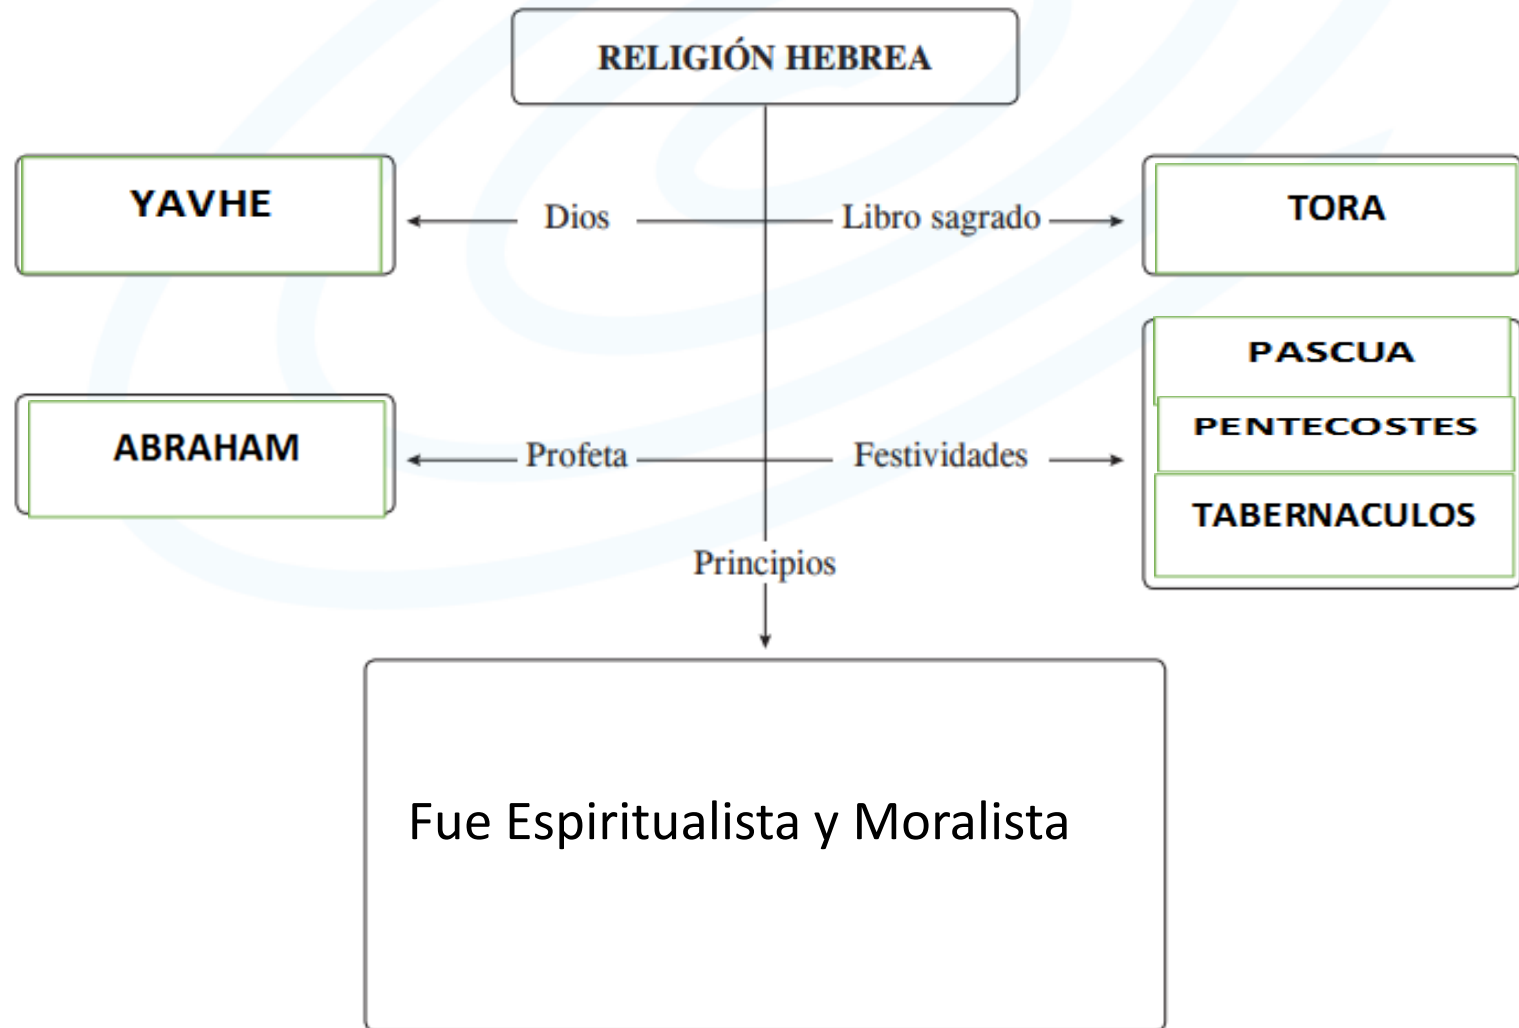 RELIGIÓN HEBREA
YAVHE
Dios
Libro sagrado
TORA
ABRAHAM
Profeta
Festividades
PASCUA
PENTECOSTES
TABERNACULOS
Principios
Fue Espiritualista y Moralista